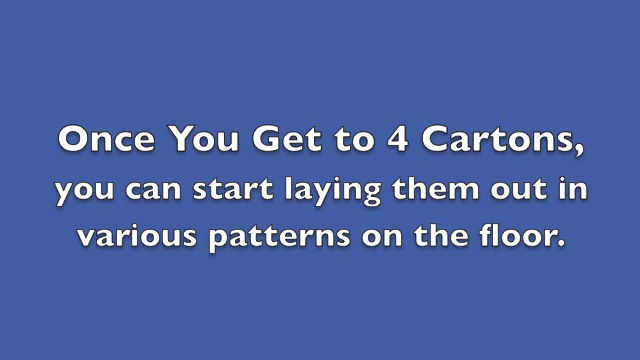 Once You Get to 4 Cartons,
you can start laying them out in
various patterns on the floor.